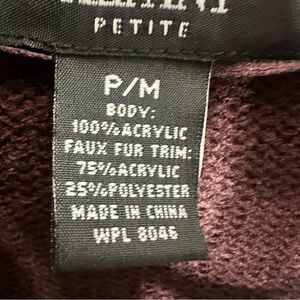 PETITE
P/M
BODY:
100%ACRYLIC
FAUX FUR TRIM:
75%ACRYLIC
25%POLYESTER
MADE IN CHINA
WPL 8046